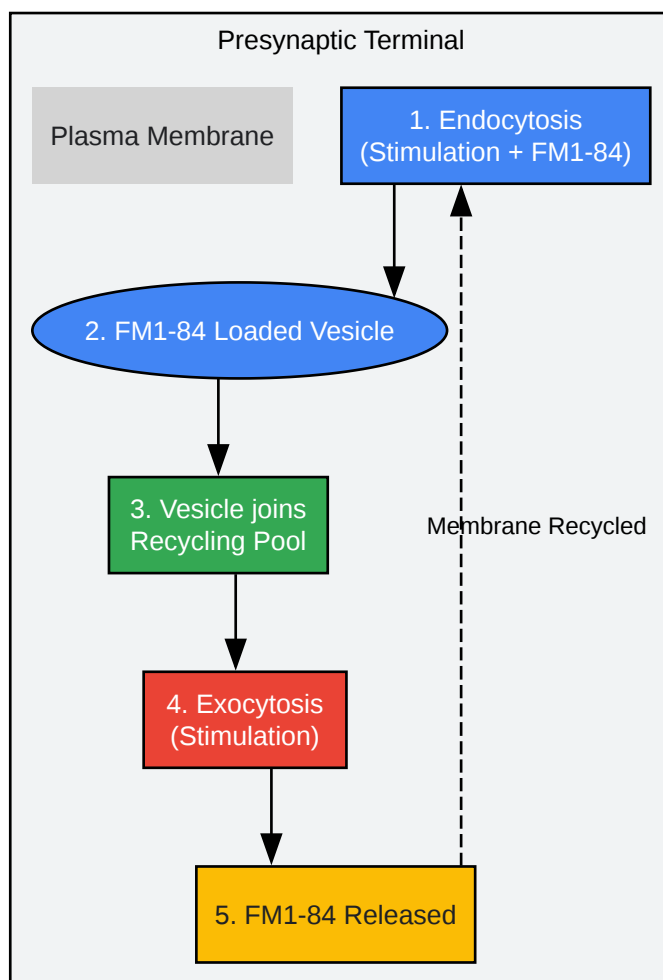 Presynaptic Terminal
Plasma Membrane
1. Endocytosis
(Stimulation + FM1-84)
2. FM1-84 Loaded Vesicle
3. Vesicle joins
Recycling Pool
Membrane Recycled
4. Exocytosis
(Stimulation)
5. FM1-84 Released